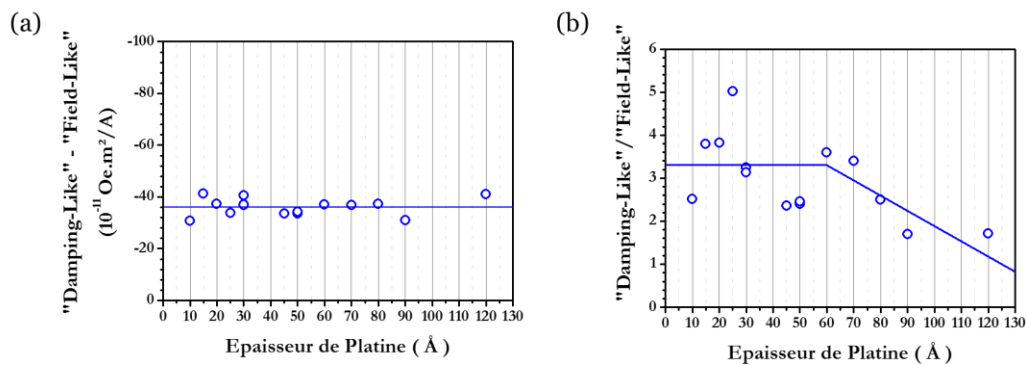 (a)
"Damping-Like" - "Field-Like"
(10⁻¹¹ Oe.m²/A)
-100
-80
-60
-40
-20
0
0 10 20 30 40 50 60 70 80 90 100 110 120 130
Epaisseur de Platine ( Å )
(b)
"Damping-Like"/"Field-Like"
6
5
4
3
2
1
0
0 10 20 30 40 50 60 70 80 90 100 110 120 130
Epaisseur de Platine ( Å )